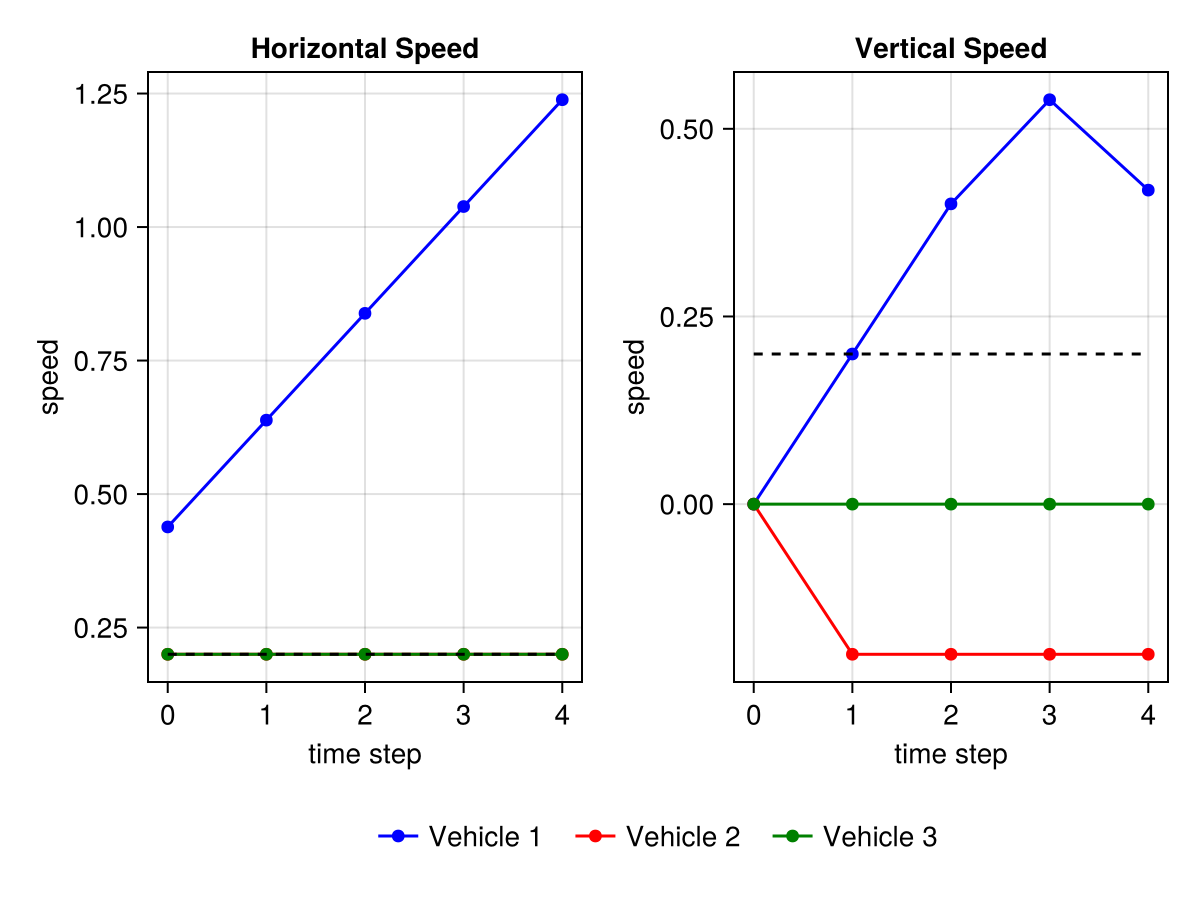 Horizontal Speed
1.25
1.00
0.75
0.50
0.25
speed
0 1 2 3 4
time step
Vertical Speed
0.50
0.25
0.00
speed
0 1 2 3 4
time step
Vehicle 1 Vehicle 2 Vehicle 3